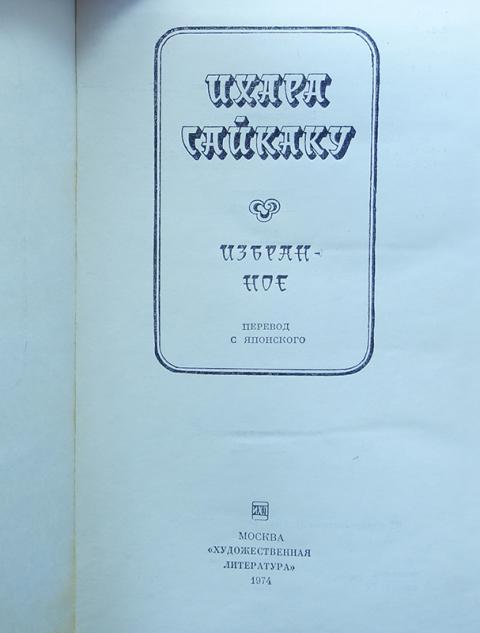 ИХАРА
САЙКАКУ
ИЗБРАН-
НОЕ
ПЕРЕВОД
С ЯПОНСКОГО
МОСКВА
«ХУДОЖЕСТВЕННАЯ
ЛИТЕРАТУРА»
1974